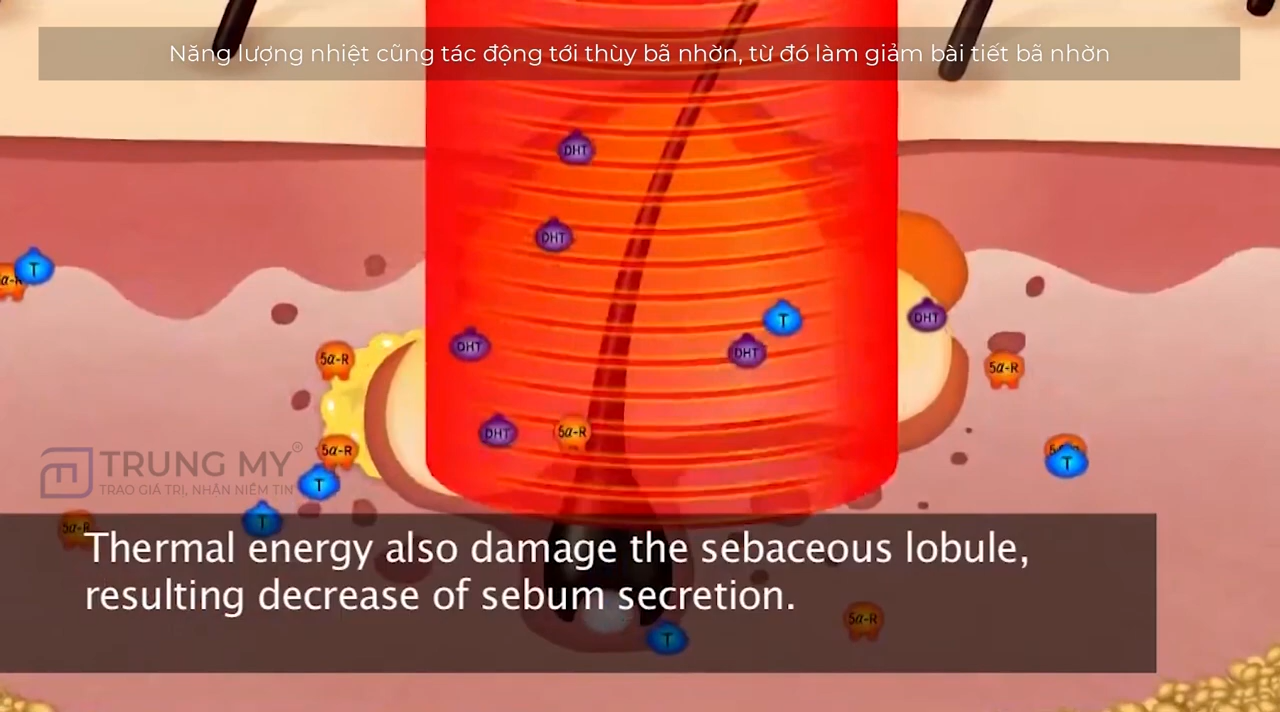 Năng lượng nhiệt cũng tác động tới thùy bã nhờn, từ đó làm giảm bài tiết bã nhờn
DHT
DHT
T
5α-R
T
DHT
DHT
DHT
5α-R
5α-R
DHT
5α-R
T
5α-R
T
TRUNG MY®
TRAO GIÁ TRỊ, NHẬN NIỀM TIN
T
T
5α-R
Thermal energy also damage the sebaceous lobule,
resulting decrease of sebum secretion.
5α-R
T